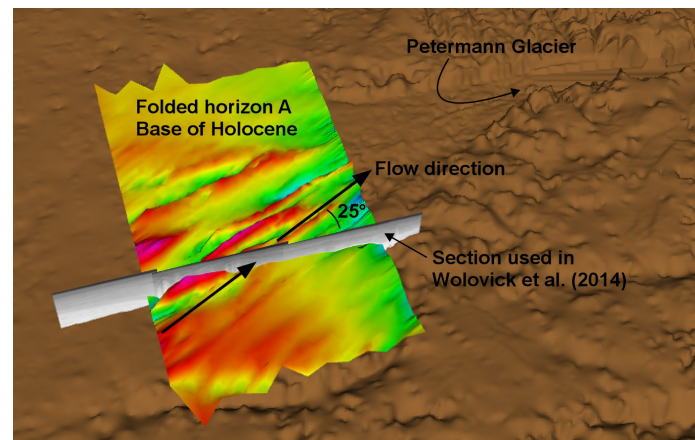 Petermann Glacier
Folded horizon A
Base of Holocene
Flow direction
25°
Section used in
Wolovick et al. (2014)